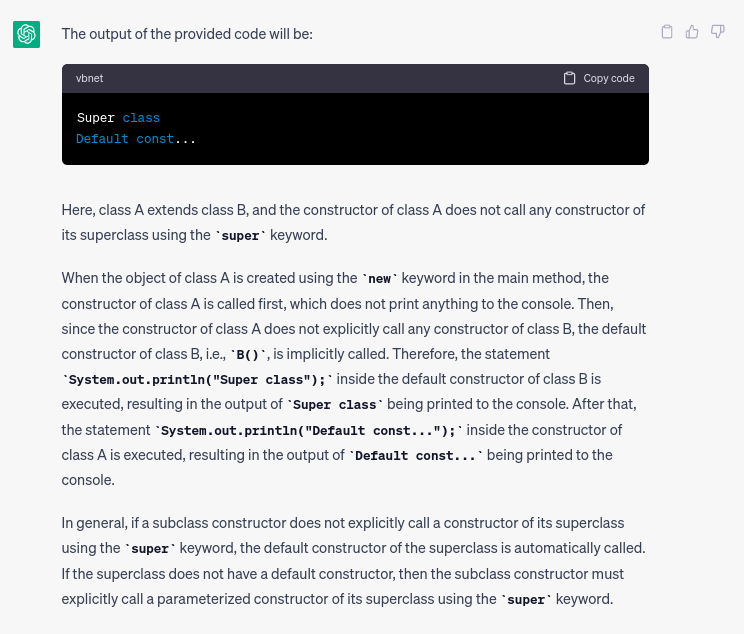 The output of the provided code will be:
vbnet
Copy code
Super class
Default const...
Here, class A extends class B, and the constructor of class A does not call any constructor of
its superclass using the `super` keyword.
When the object of class A is created using the `new` keyword in the main method, the
constructor of class A is called first, which does not print anything to the console. Then,
since the constructor of class A does not explicitly call any constructor of class B, the default
constructor of class B, i.e., `B()`, is implicitly called. Therefore, the statement
`System.out.println("Super class");` inside the default constructor of class B is
executed, resulting in the output of `Super class` being printed to the console. After that,
the statement `System.out.println("Default const...");` inside the constructor of
class A is executed, resulting in the output of `Default const...` being printed to the
console.
In general, if a subclass constructor does not explicitly call a constructor of its superclass
using the `super` keyword, the default constructor of the superclass is automatically called.
If the superclass does not have a default constructor, then the subclass constructor must
explicitly call a parameterized constructor of its superclass using the `super` keyword.